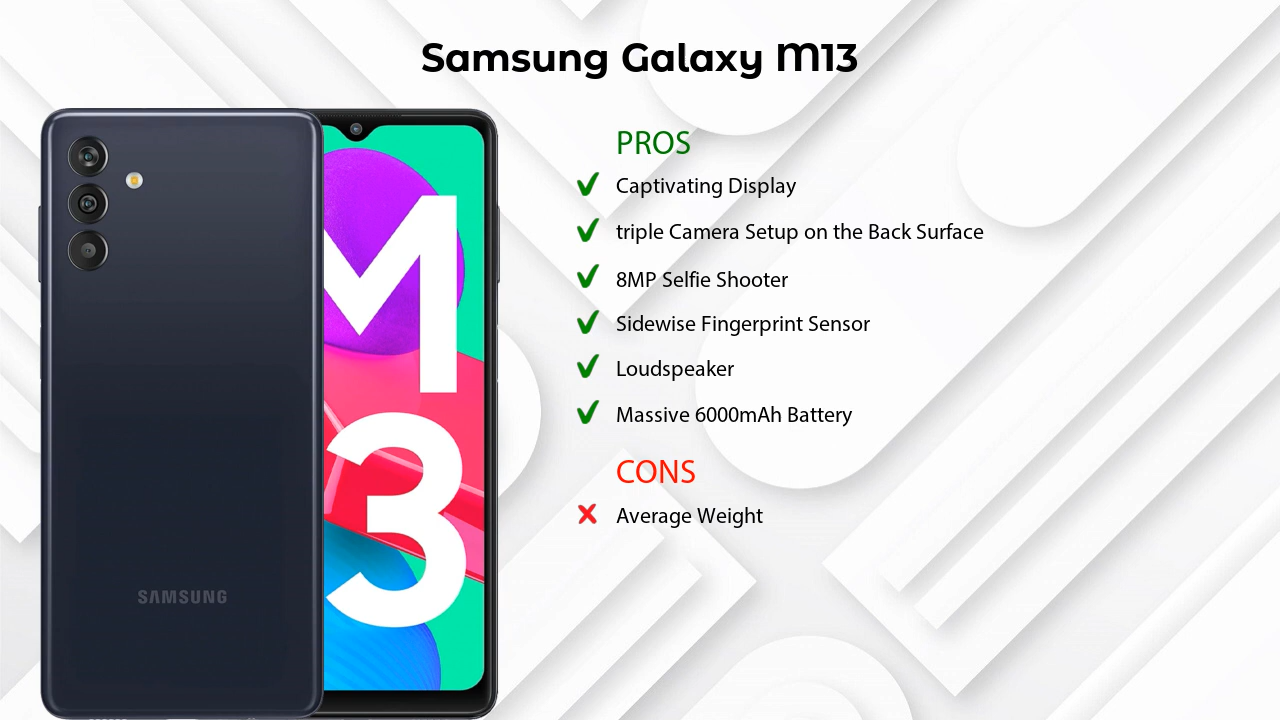 Samsung Galaxy M13
PROS
Captivating Display
triple Camera Setup on the Back Surface
8MP Selfie Shooter
Sidewise Fingerprint Sensor
Loudspeaker
Massive 6000mAh Battery
CONS
Average Weight
M
3
SAMSUNG